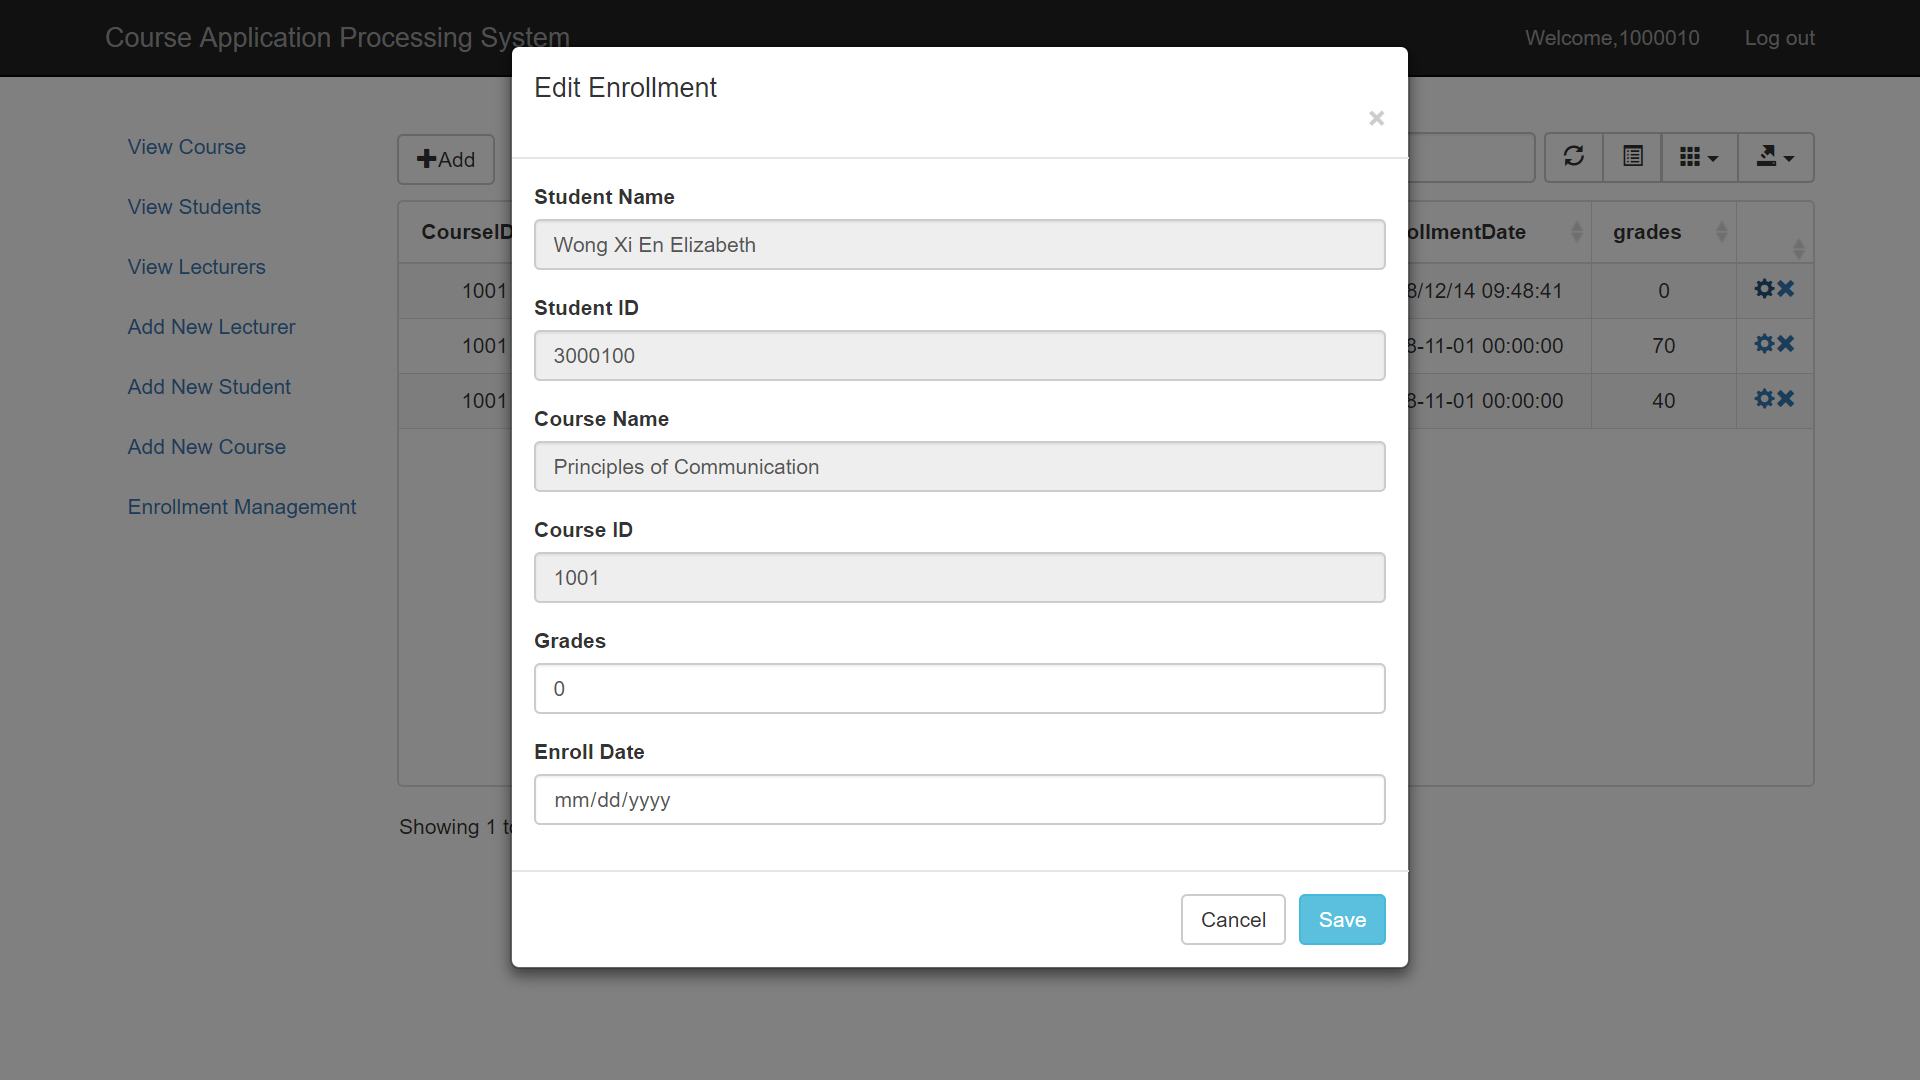 Course Application Processing System
Welcome,1000010
Log out
Edit Enrollment
×
View Course
View Students
View Lecturers
Add New Lecturer
Add New Student
Add New Course
Enrollment Management
Add
CourseID
ollmentDate
grades
1001
8/12/14 09:48:41
0
1001
8-11-01 00:00:00
70
1001
8-11-01 00:00:00
40
Showing 1 to
Student Name
Wong Xi En Elizabeth
Student ID
3000100
Course Name
Principles of Communication
Course ID
1001
Grades
0
Enroll Date
mm/dd/yyyy
Cancel
Save